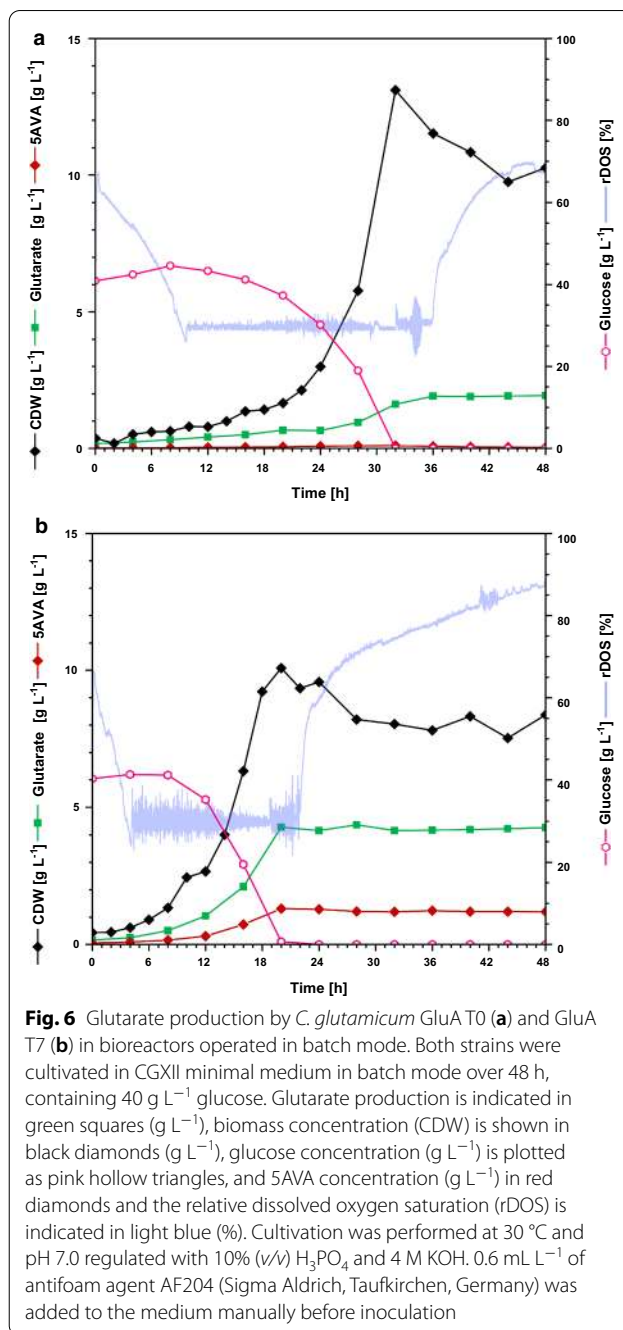 a
CDW [g L-1]
Glutarate [g L-1]
5AVA [g L-1]
15
10
5
0
100
80
60
40
20
0
Glucose [g L-1]
rDOS [%]
0 6 12 18 24 30 36 42 48
Time [h]
b
CDW [g L-1]
Glutarate [g L-1]
5AVA [g L-1]
15
10
5
0
100
80
60
40
20
0
Glucose [g L-1]
rDOS [%]
0 6 12 18 24 30 36 42 48
Time [h]
Fig. 6 Glutarate production by C. glutamicum GluA T0 (a) and GluA
T7 (b) in bioreactors operated in batch mode. Both strains were
cultivated in CGXII minimal medium in batch mode over 48 h,
containing 40 g L−1 glucose. Glutarate production is indicated in
green squares (g L−1), biomass concentration (CDW) is shown in
black diamonds (g L−1), glucose concentration (g L−1) is plotted
as pink hollow triangles, and 5AVA concentration (g L−1) in red
diamonds and the relative dissolved oxygen saturation (rDOS) is
indicated in light blue (%). Cultivation was performed at 30 °C and
pH 7.0 regulated with 10% (v/v) H3PO4 and 4 M KOH. 0.6 mL L−1 of
antifoam agent AF204 (Sigma Aldrich, Taufkirchen, Germany) was
added to the medium manually before inoculation